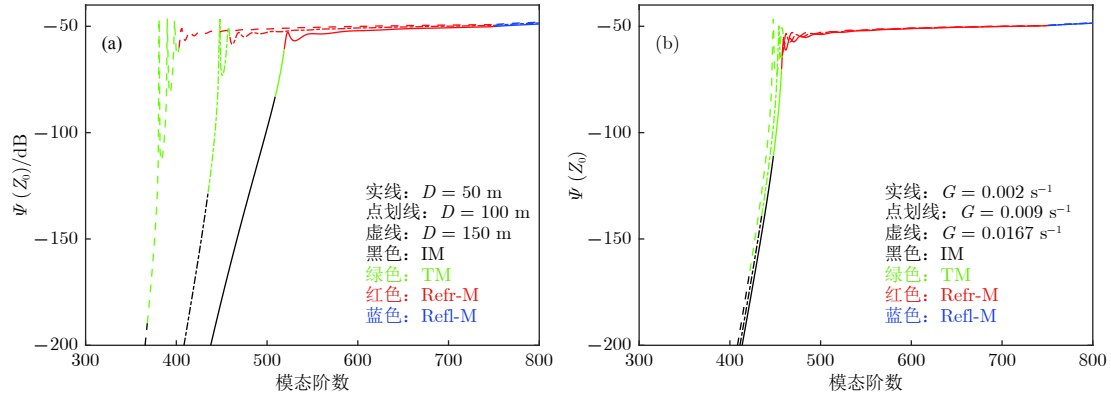 −50
−100
−150
−200
300
400
500
600
700
800
Ψ (Z₀)/dB
模态阶数
(a)
实线：D = 50 m
点划线：D = 100 m
虚线：D = 150 m
黑色：IM
绿色：TM
红色：Refr-M
蓝色：Refl-M
−50
−100
−150
−200
300
400
500
600
700
800
Ψ (Z₀)
模态阶数
(b)
实线：G = 0.002 s⁻¹
点划线：G = 0.009 s⁻¹
虚线：G = 0.0167 s⁻¹
黑色：IM
绿色：TM
红色：Refr-M
蓝色：Refl-M